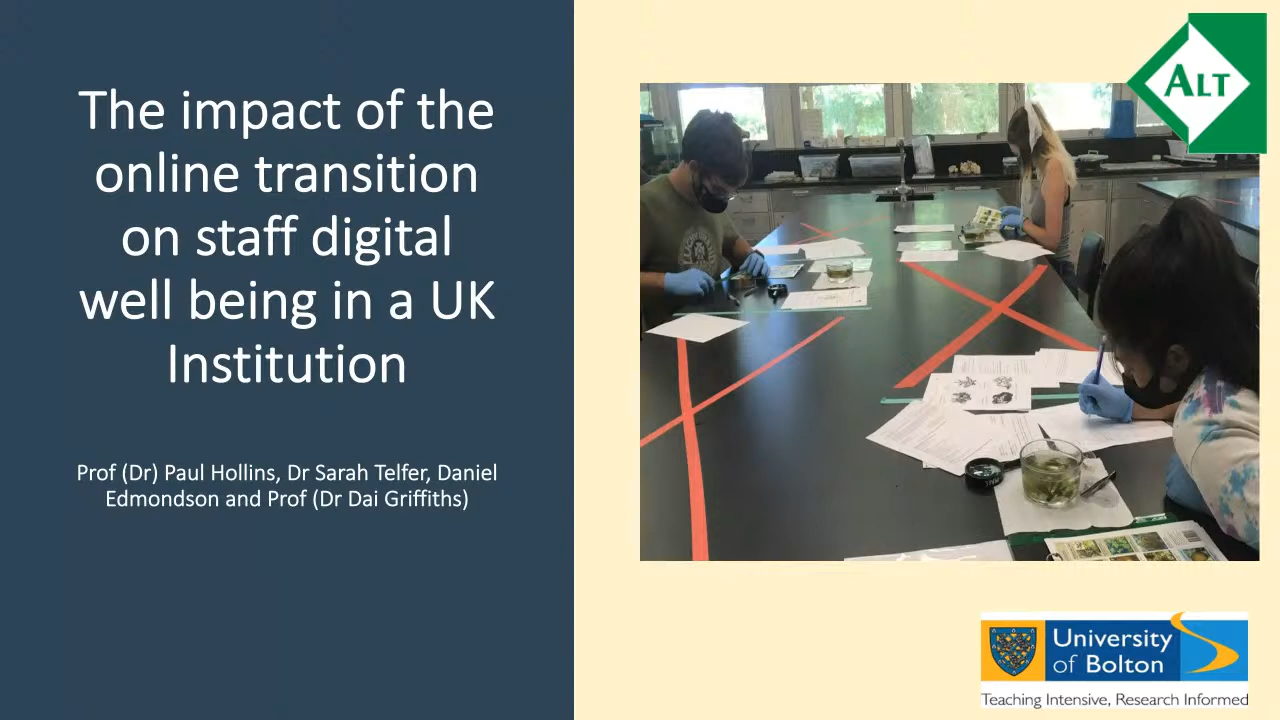 The impact of the
online transition
on staff digital
well being in a UK
Institution
Prof (Dr) Paul Hollins, Dr Sarah Telfer, Daniel
Edmondson and Prof (Dr Dai Griffiths)
ALT
University
of Bolton
Teaching Intensive, Research Informed